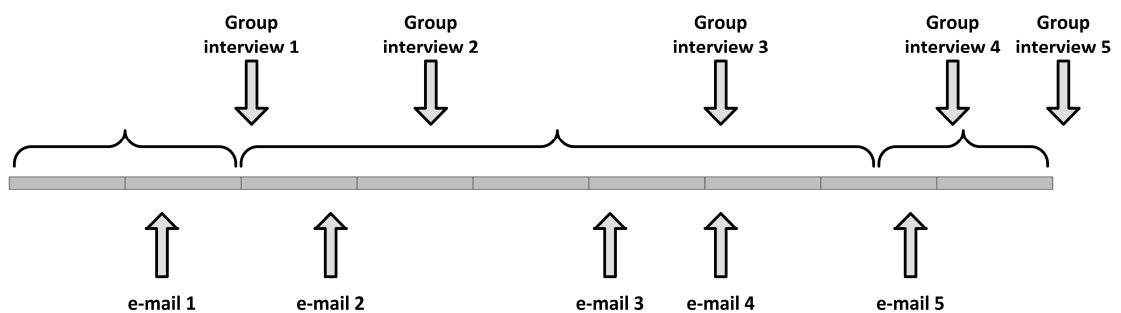 Group
interview 1
Group
interview 2
Group
interview 3
Group
interview 4
Group
interview 5
e-mail 1
e-mail 2
e-mail 3
e-mail 4
e-mail 5